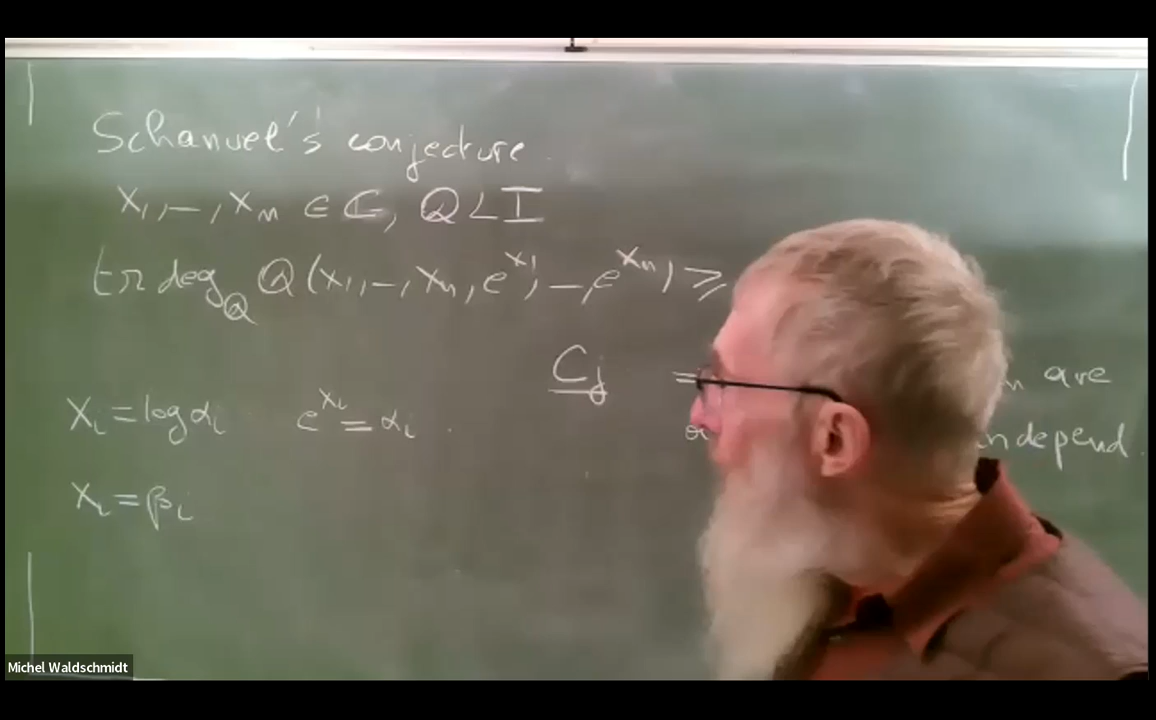 Schanuel's conjecture.
x₁, –, xₙ ∈ ℂ, ℚ LI
tr deg_ℚ ℚ(x₁, –, xₙ, e^{x₁}, –, e^{xₙ}) ≥
Cj = are
independ.
xᵢ = log αᵢ e^{xᵢ} = αᵢ.
xᵢ = βᵢ
Michel Waldschmidt